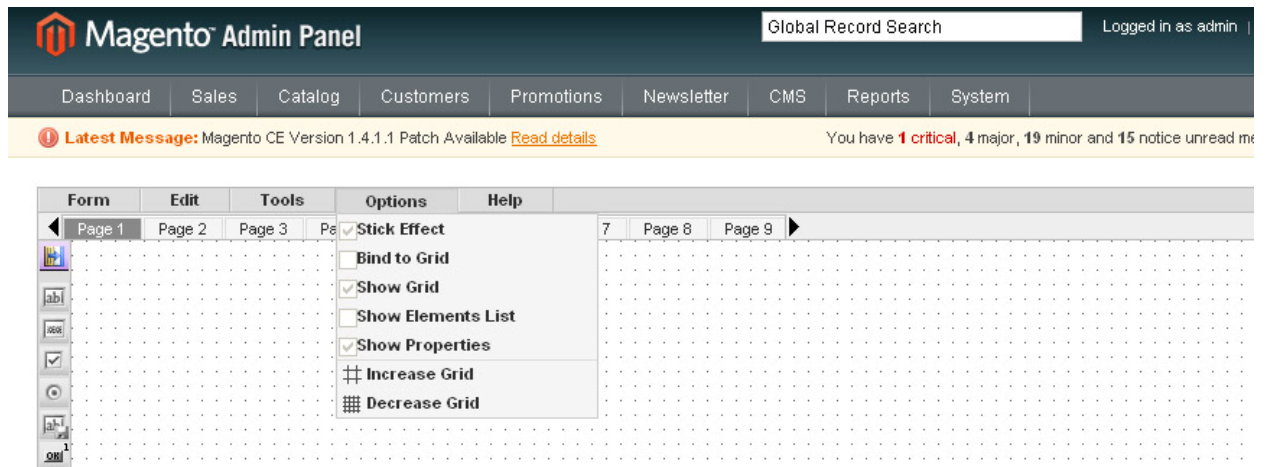 Magento Admin Panel
Global Record Search
Logged in as admin |
Dashboard Sales Catalog Customers Promotions Newsletter CMS Reports System
Latest Message: Magento CE Version 1.4.1.1 Patch Available Read details
You have 1 critical, 4 major, 19 minor and 15 notice unread me
Form Edit Tools Options Help
Page 1 Page 2 Page 3 Pa 7 Page 8 Page 9
Stick Effect
Bind to Grid
Show Grid
Show Elements List
Show Properties
Increase Grid
Decrease Grid
ab|
OK 1